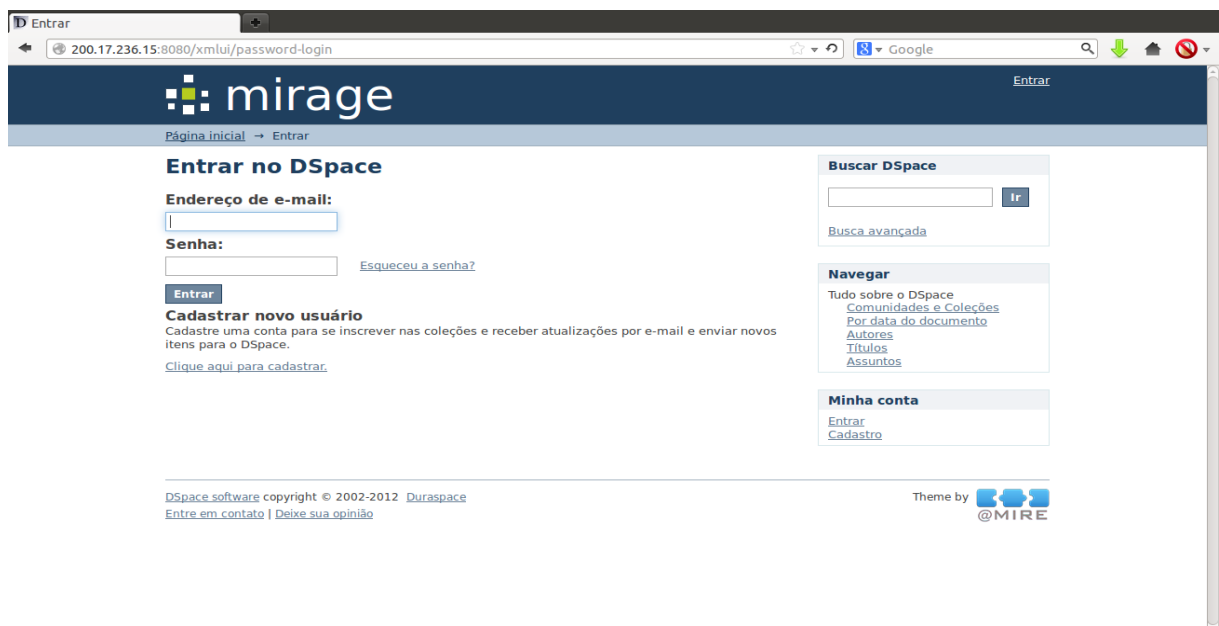 Entrar
200.17.236.15:8080/xmlui/password-login
Google
mirage
Entrar
Página inicial → Entrar
Entrar no DSpace
Endereço de e-mail:
Senha:
Esqueceu a senha?
Entrar
Cadastrar novo usuário
Cadastre uma conta para se inscrever nas coleções e receber atualizações por e-mail e enviar novos
itens para o DSpace.
Clique aqui para cadastrar.
Buscar DSpace
Ir
Busca avançada
Navegar
Tudo sobre o DSpace
Comunidades e Coleções
Por data do documento
Autores
Títulos
Assuntos
Minha conta
Entrar
Cadastro
DSpace software copyright © 2002-2012 Duraspace
Entre em contato | Deixe sua opinião
Theme by
@MIRE